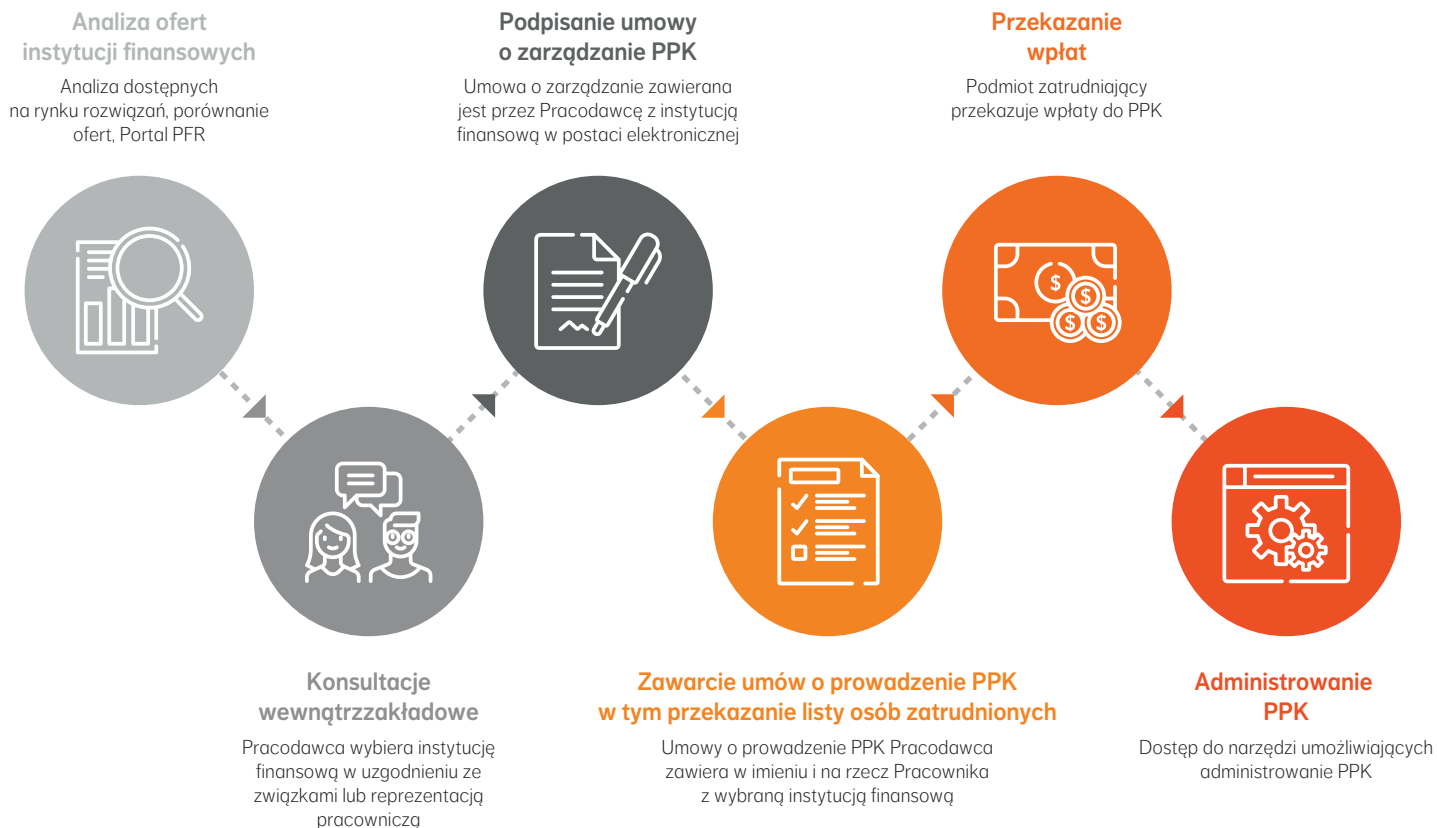 Analiza ofert
instytucji finansowych
Analiza dostępnych
na rynku rozwiązań, porównanie
ofert, Portal PFR
Konsultacje
wewnątrzzakładowe
Pracodawca wybiera instytucję
finansową w uzgodnieniu ze
związkami lub reprezentacją
pracowniczą
Podpisanie umowy
o zarządzanie PPK
Umowa o zarządzanie zawierana
jest przez Pracodawcę z instytucją
finansową w postaci elektronicznej
Zawarcie umów o prowadzenie PPK
w tym przekazanie listy osób zatrudnionych
Umowy o prowadzenie PPK Pracodawca
zawiera w imieniu i na rzecz Pracownika
z wybraną instytucją finansową
Przekazanie
wpłat
Podmiot zatrudniający
przekazuje wpłaty do PPK
$
$
$ $
Administrowanie
PPK
Dostęp do narzędzi umożliwiających
administrowanie PPK